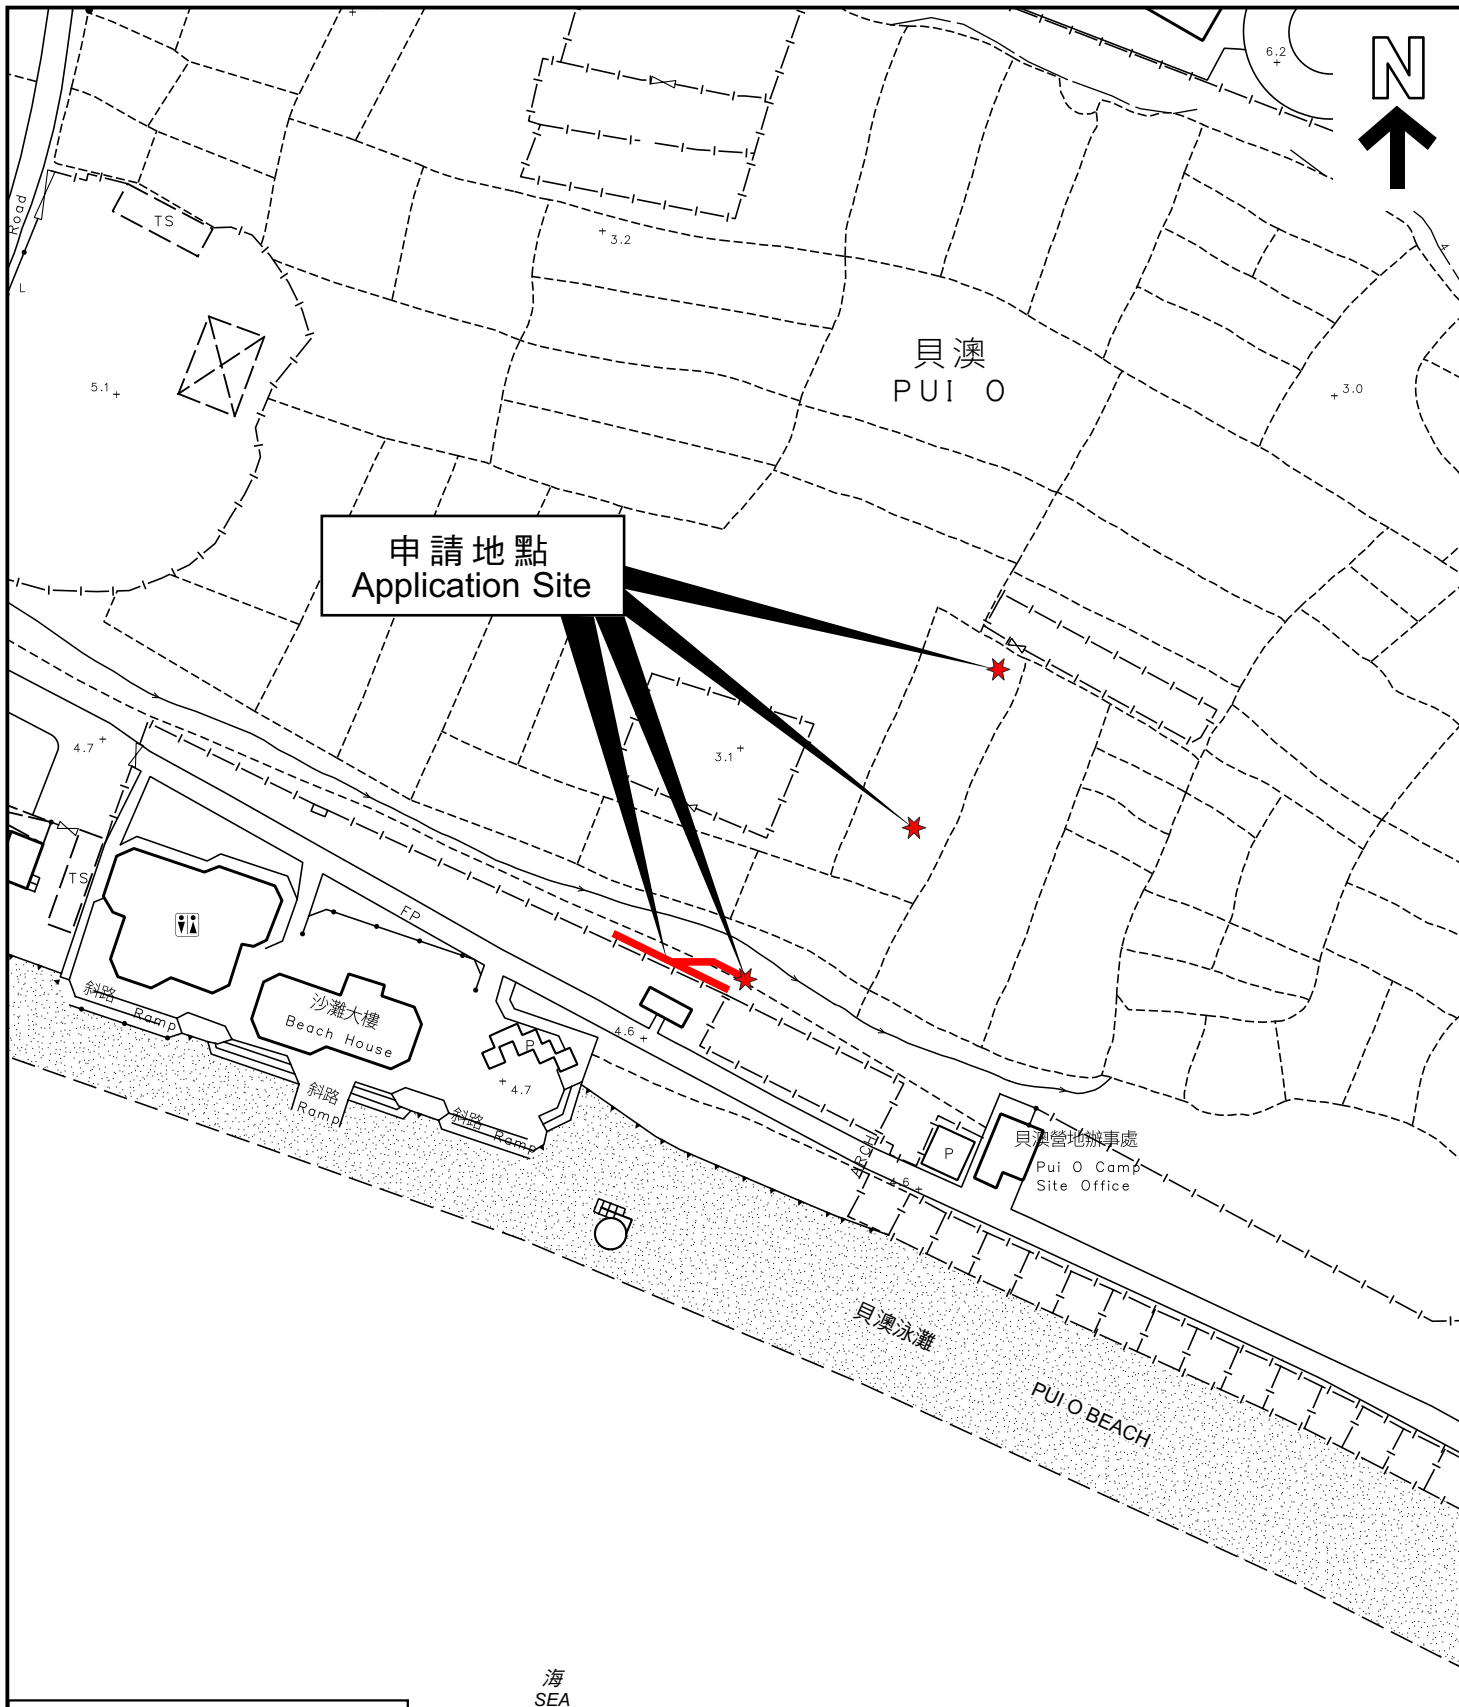 6.2
N
Road
TS
3.2
L
貝澳
PUI O
5.1
3.0
申請地點
Application Site
4.7
3.1
TS
FP
斜路
Ramp
沙灘大樓
Beach House
4.6
P
4.7
斜路
Ramp
斜路
Ramp
ARCH
P
貝澳營地辦事處
Pui O Camp
Site Office
4.6
貝澳泳灘
PUI O BEACH
海
SEA